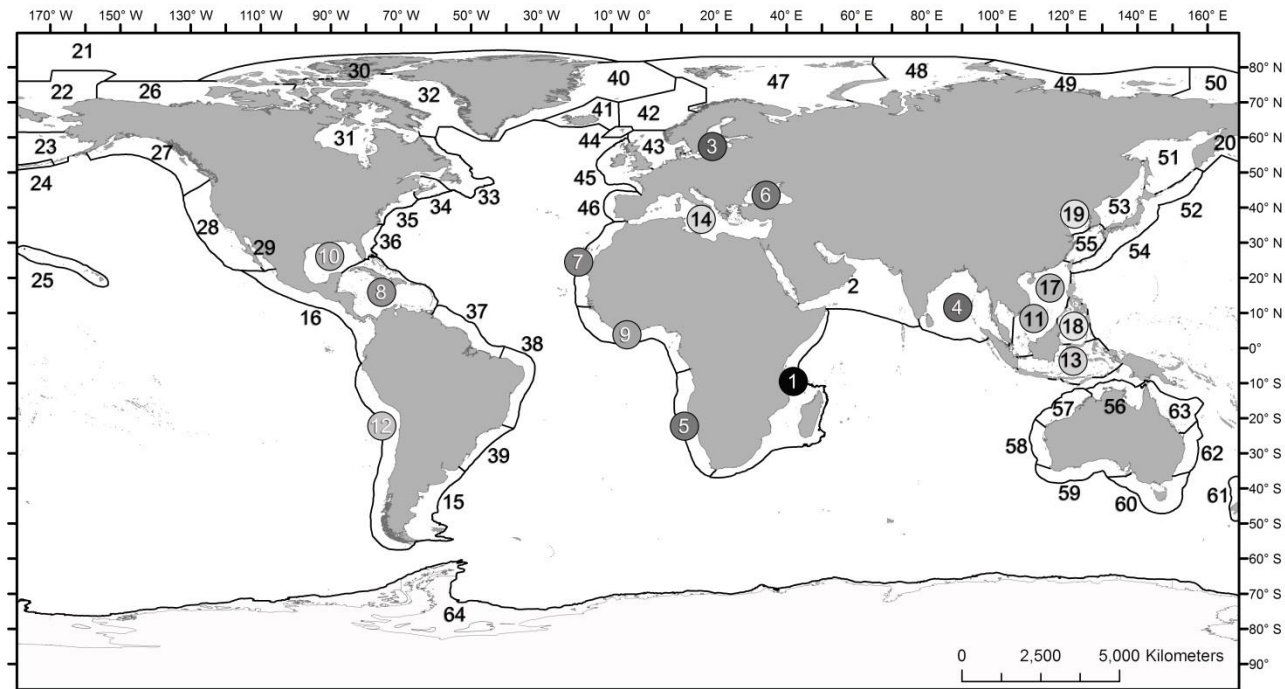 170° W 150° W 130° W 110° W 90° W 70° W 50° W 40° W 20° W 10° W 0° 20° E 40° E 60° E 80° E 100° E 120° E 140° E 160° E
21
30 40 47 48 80° N
22 26 32 49 50
41 42 70° N
31 44 43 60° N
23 27 3 51 20
24 45 50° N
33
34 46 6 19 53 52 40° N
28 35 14
36 55 54 30° N
29 10 7
25 8 2 17 20° N
16 37 4 11 18 10° N
9
38 13 0°
1 10° S
57 56 63
12 5 20° S
39 58 62 30° S
15 59 60 61 40° S
50° S
60° S
64 70° S
80° S
0 2,500 5,000 Kilometers
90°